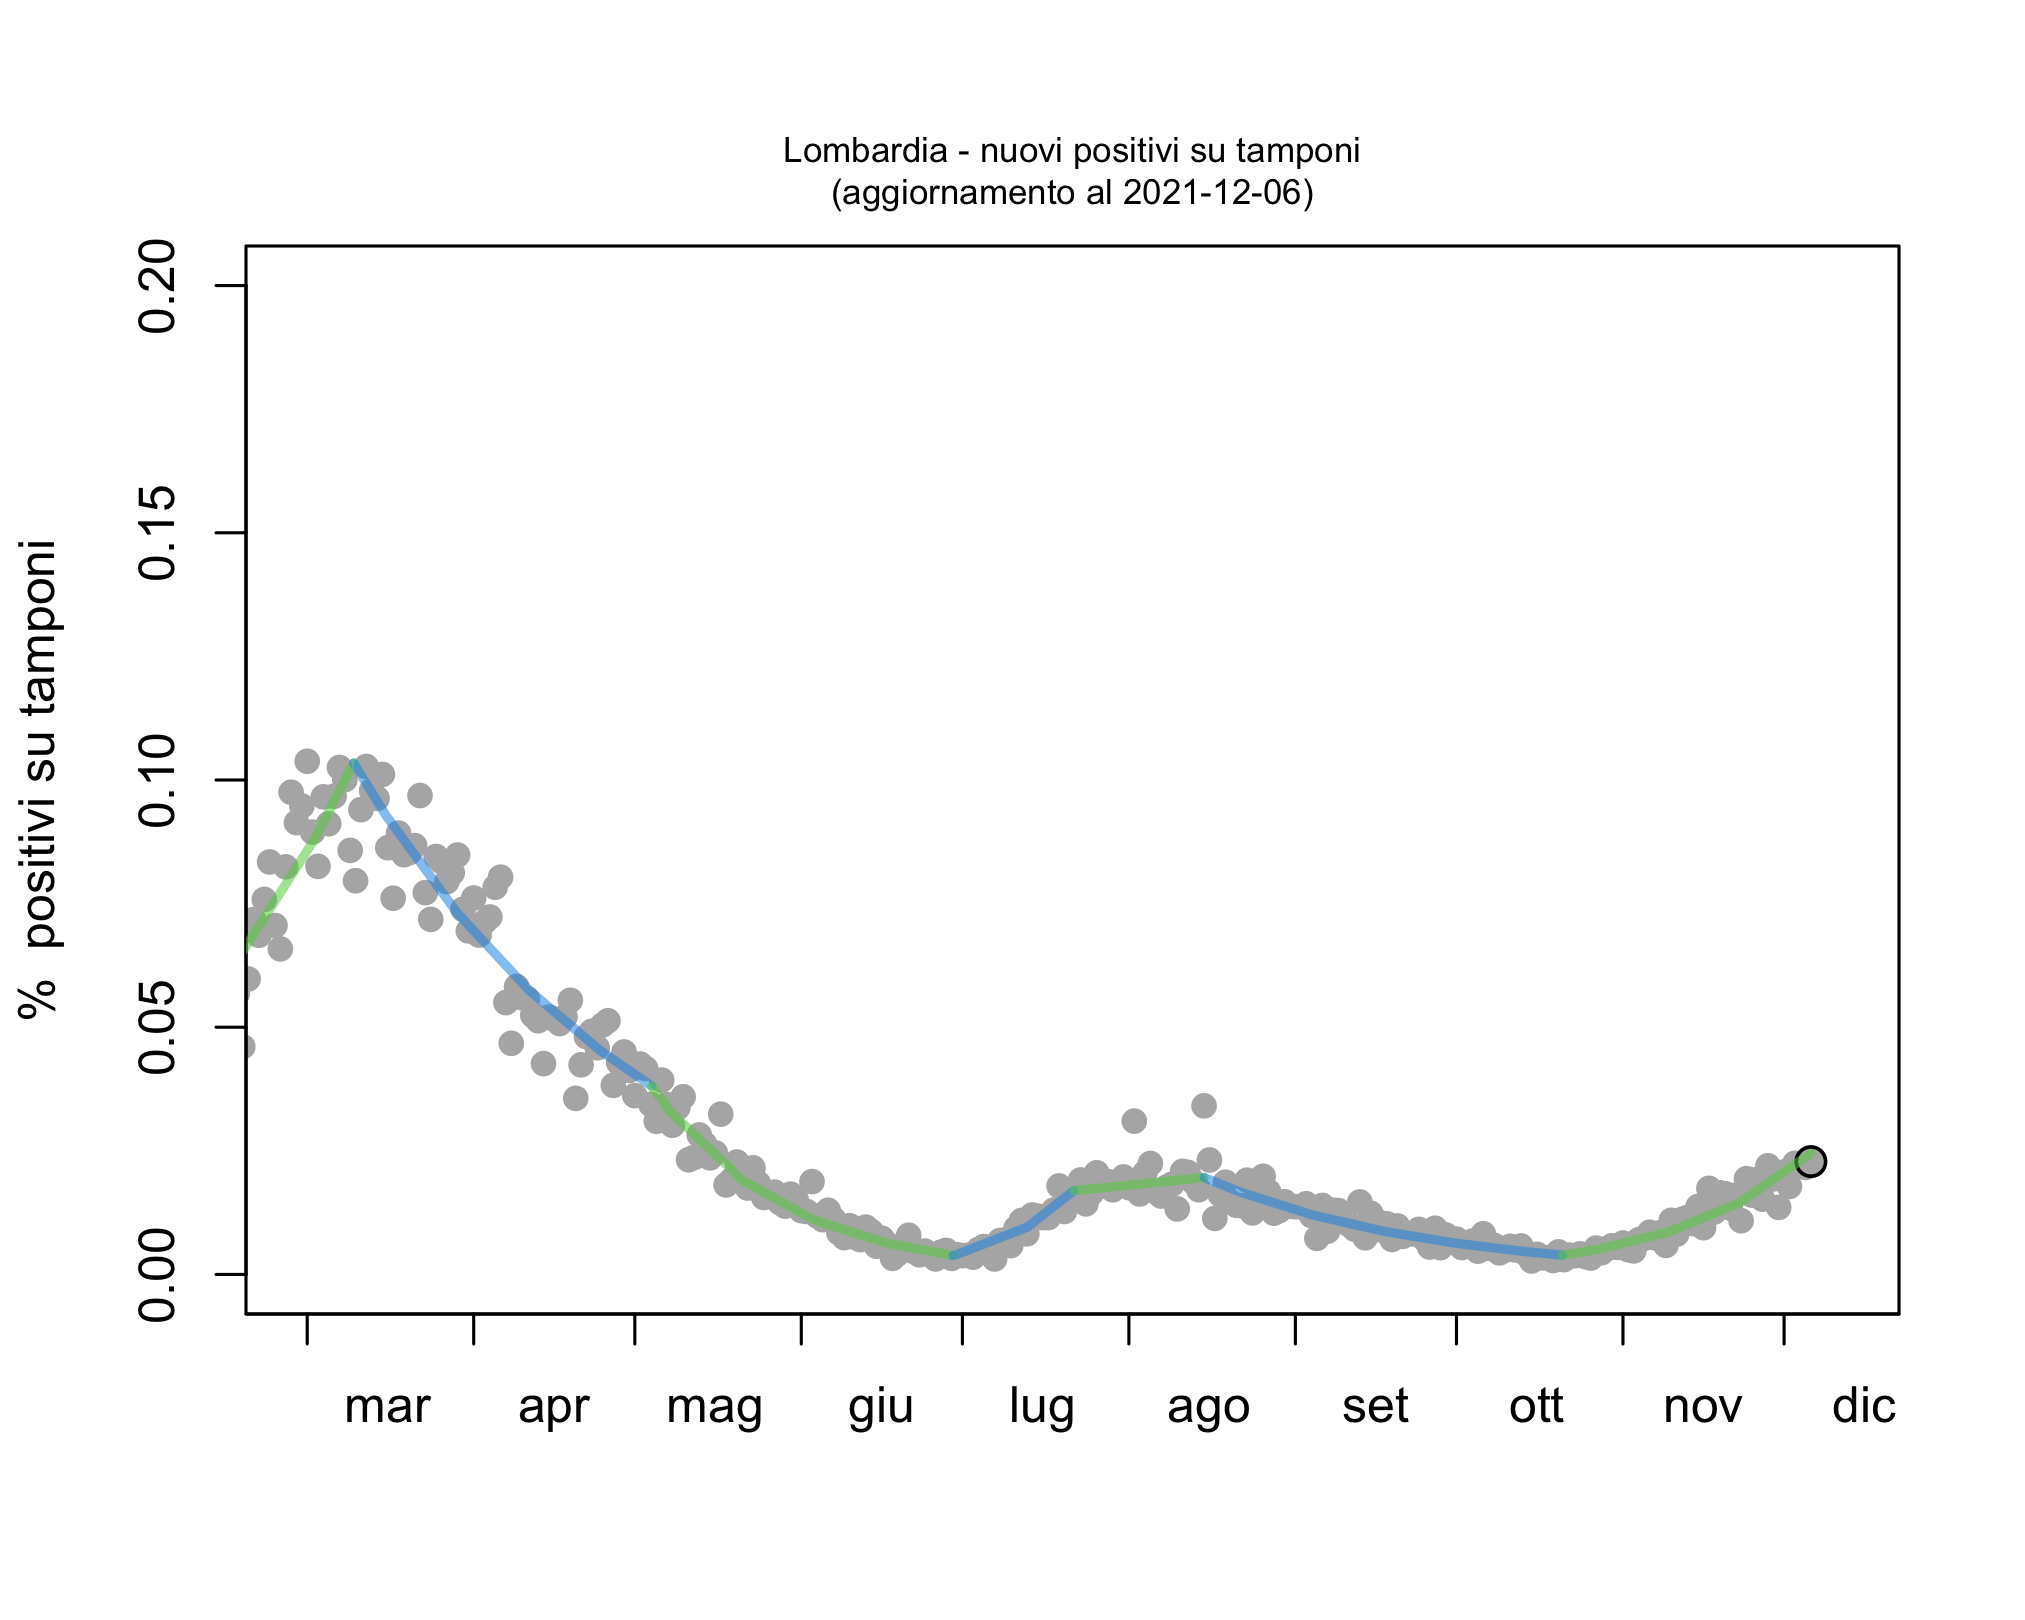 Lombardia - nuovi positivi su tamponi
(aggiornamento al 2021-12-06)
% positivi su tamponi
0.20
0.15
0.10
0.05
0.00
mar apr mag giu lug ago set ott nov dic